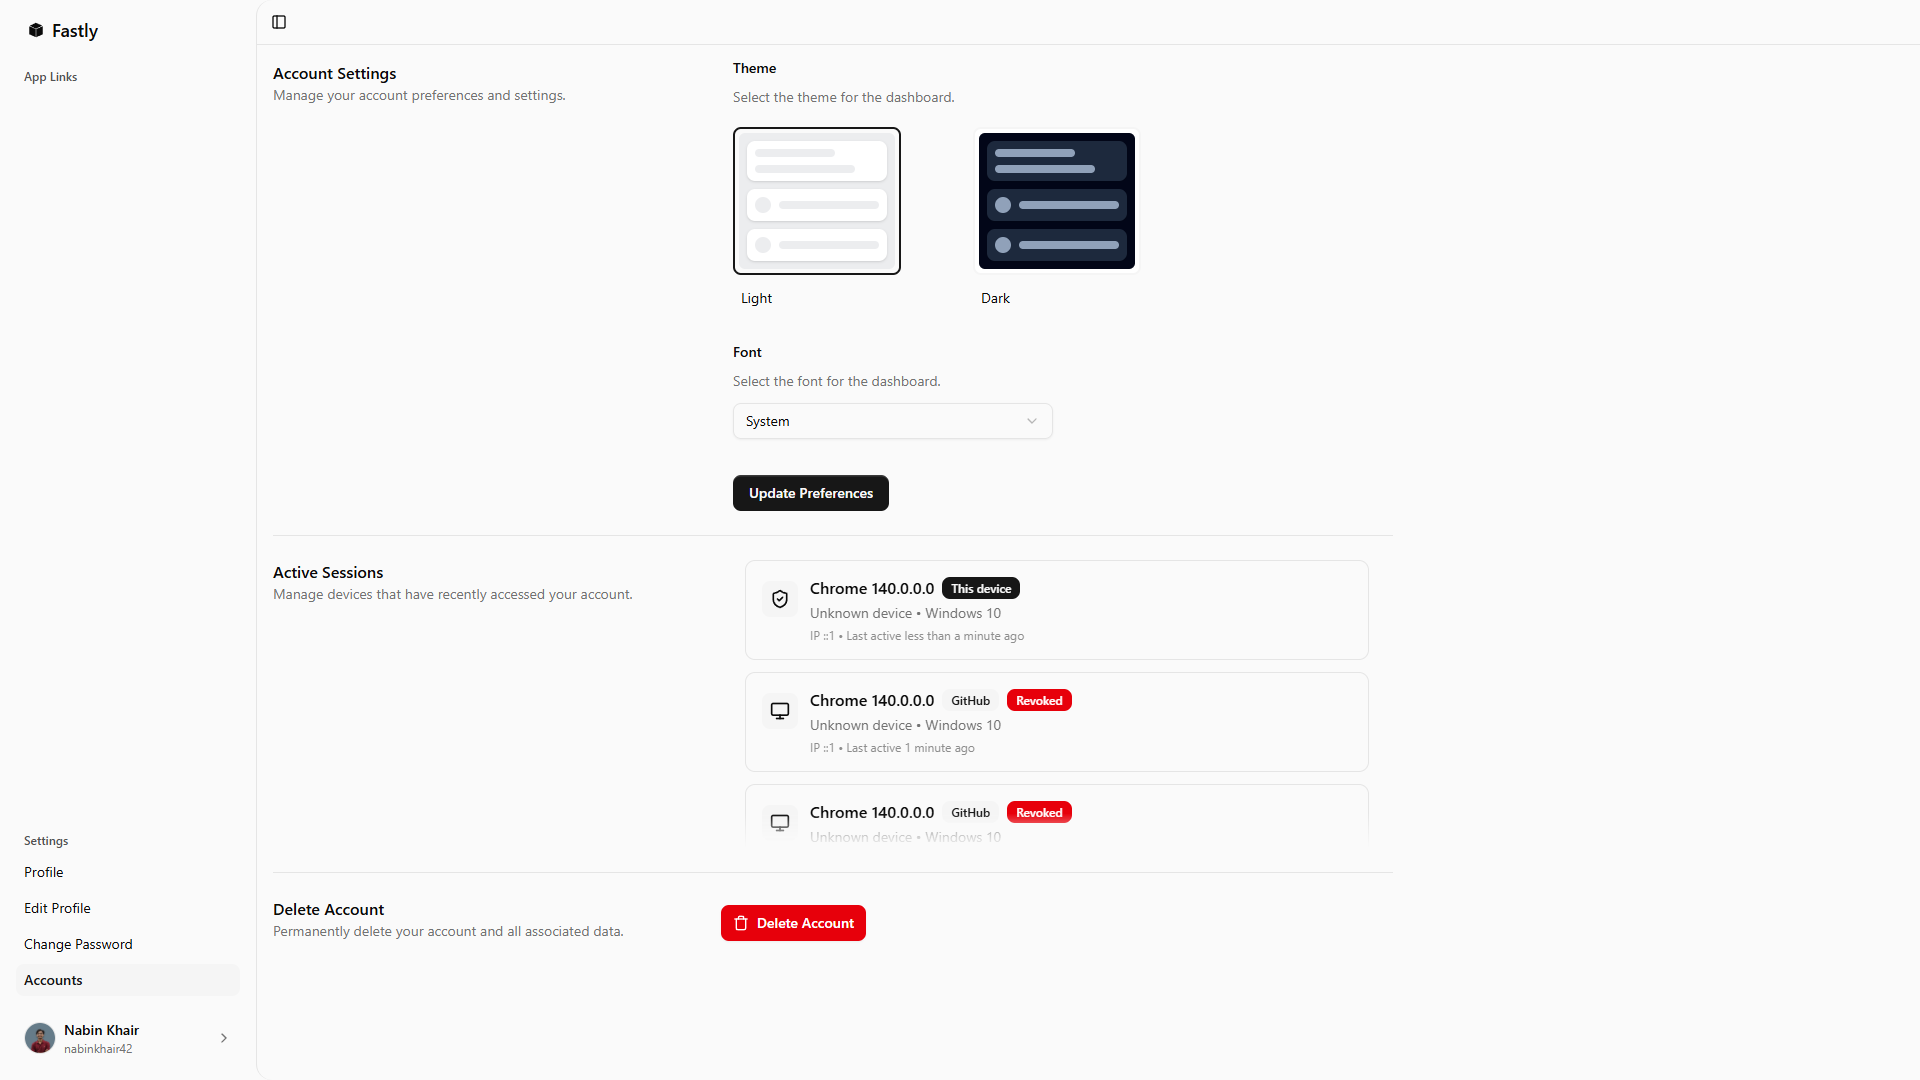 Fastly
App Links
Settings
Profile
Edit Profile
Change Password
Accounts
Nabin Khair
nabinkhair42
Account Settings
Manage your account preferences and settings.
Theme
Select the theme for the dashboard.
Light
Dark
Font
Select the font for the dashboard.
System
Update Preferences
Active Sessions
Manage devices that have recently accessed your account.
Chrome 140.0.0.0 This device
Unknown device • Windows 10
IP ::1 • Last active less than a minute ago
Chrome 140.0.0.0 GitHub Revoked
Unknown device • Windows 10
IP ::1 • Last active 1 minute ago
Chrome 140.0.0.0 GitHub Revoked
Unknown device • Windows 10
Delete Account
Permanently delete your account and all associated data.
Delete Account